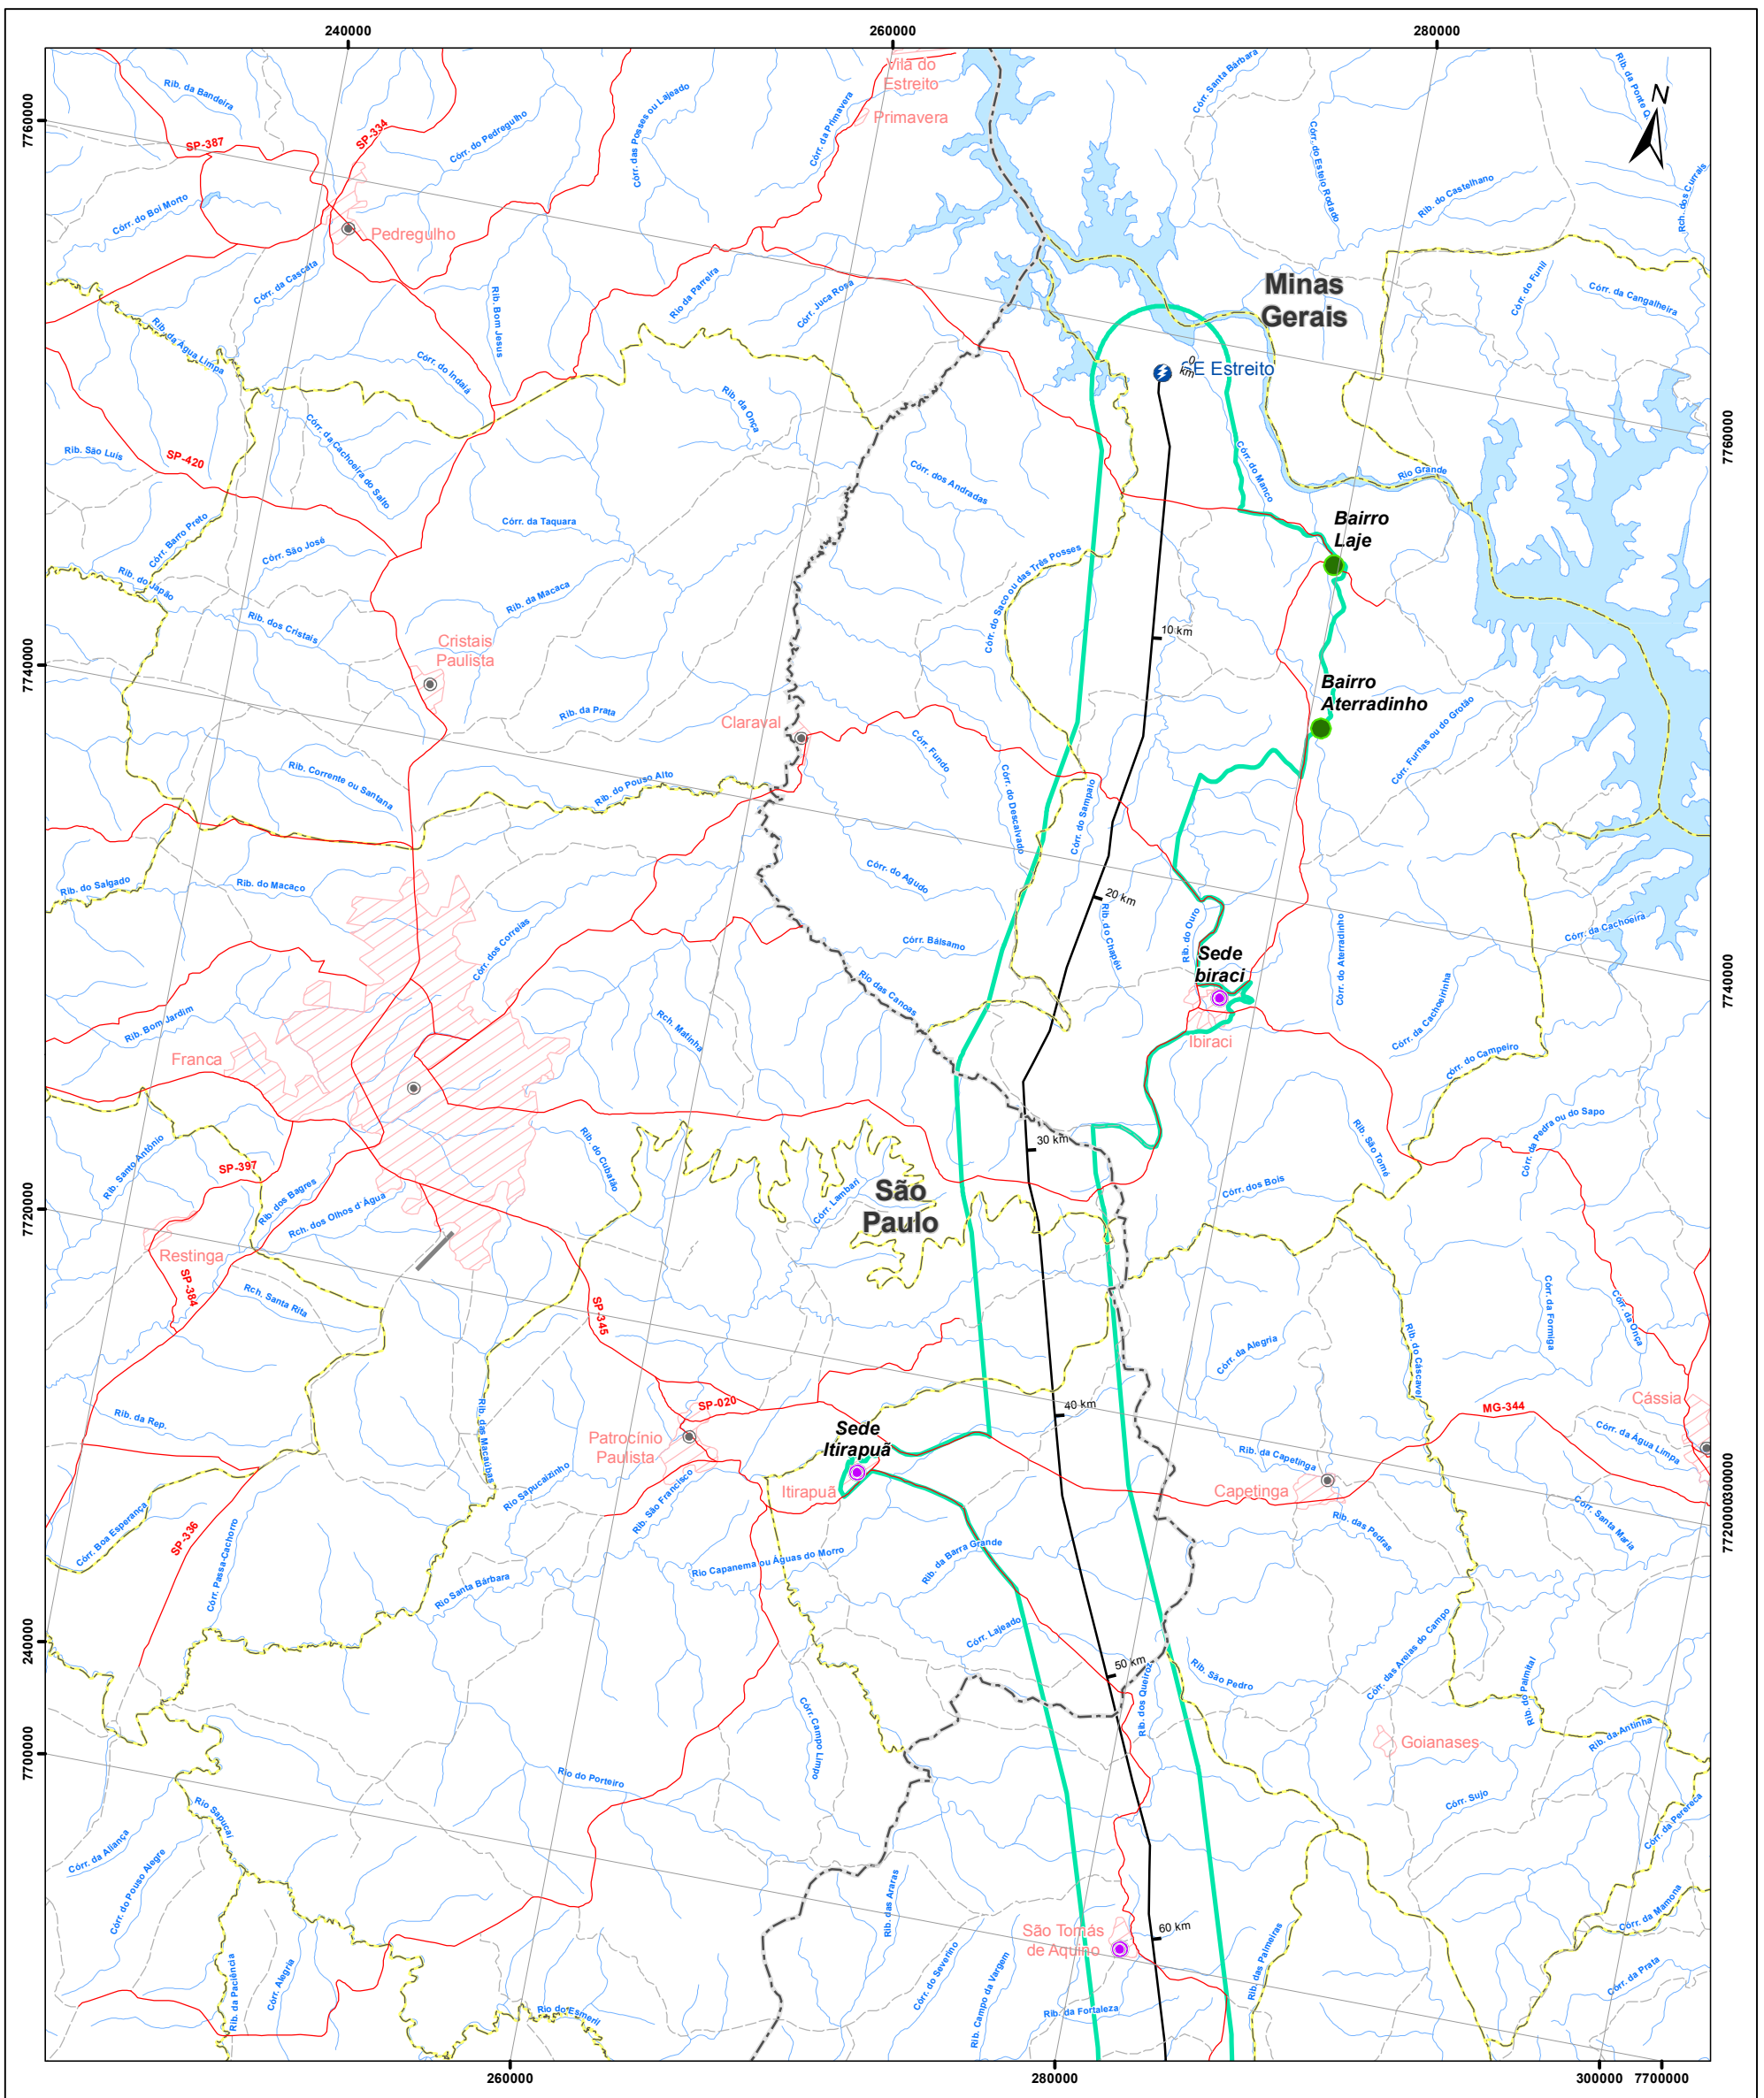 240000
260000
280000
Vila do
Estreito
Primavera
Rib. da Bandeira
SP-387
SP-334
Córr. do Pedregulho
Córr. das Posses ou Lajeado
Córr. da Primavera
Córr. Santa Bárbara
Rib. da Ponte Q
N
7760000
Córr. do Esteio Rodado
Rib. do Castelhano
Rch. dos Currais
Córr. do Boi Morto
Pedregulho
Córr. da Cascata
Rib. Bom Jesus
Rio da Parreira
Córr. Juca Rosa
Minas
Gerais
Córr. do Funil
Córr. da Cangalheira
Rib. da Água Limpa
Córr. do Indaiá
0
km
SE Estreito
Rib. da Onça
Córr. da Cachoeira do Salto
Rib. São Luís
SP-420
7760000
Córr. dos Andradas
Córr. do Manco
Rio Grande
Córr. Barro Preto
Córr. da Taquara
Bairro
Laje
Córr. São José
Rib. do Japão
Rib. da Macaca
Córr. do Saco ou das Três Posses
Rib. dos Cristais
Cristais
Paulista
10 km
7740000
Bairro
Aterradinho
Rib. da Prata
Claraval
Córr. Fundo
Córr. Furnas ou do Grotão
Rib. Corrente ou Santana
Rib. do Pouso Alto
Córr. do Descalvado
Córr. do Sampaio
Rib. do Salgado
Rib. do Macaco
Córr. do Agudo
20 km
Córr. dos Correias
Rib. do Chapéu
Rib. do Ouro
Córr. do Aterradinho
Córr. da Cachoeira
Córr. Bálsamo
Sede
biraci
7740000
Rio das Canoas
Rib. Bom Jardim
Rch. Matinha
Ibiraci
Córr. da Cachoeirinha
Córr. do Campeiro
Franca
30 km
Rib. São Tomé
Córr. da Pedra ou do Sapo
Rib. Santo Antônio
SP-397
Rib. dos Bagres
Rch. dos Olhos d'Água
Rib. do Cubatão
Córr. Lambari
São
Paulo
Córr. dos Bois
7720000
Restinga
SP-384
Rch. Santa Rita
SP-345
Córr. da Alegria
Rib. do Cáscavel
Córr. da Formiga
Córr. da Onça
Rib. da Rep.
Rib. das Macaúbas
SP-020
40 km
MG-344
Cássia
Patrocínio
Paulista
Sede
Itirapuã
Rib. da Capetinga
Córr. da Água Limpa
Itirapuã
Capetinga
Rio Sapucaizinho
Rib. São Francisco
7720000
300000
Córr. Santa Maria
Rib. das Pedras
Córr. Boa Esperança
SP-336
Córr. Passa-Cachorro
Rio Santa Bárbara
Rio Capanema ou Águas do Morro
Rib. da Barra Grande
Córr. Lajeado
240000
50 km
Rib. dos Queiroz
Rib. São Pedro
Córr. das Areias do Campo
Rib. do Palmital
Rib. da Antinha
7700000
Córr. Campo Limpo
Goianases
Rio do Porteiro
Rio Sapucaí
Córr. Sujo
Córr. da Perereca
Córr. da Aliança
Córr. do Pouso Alegre
Rib. das Araras
Córr. da Mamona
São Tomás
de Aquino
60 km
Rib. da Paciência
Córr. Alegria
Rio do Esmeril
Córr. do Severino
Rib. Campo da Vargem
Rib. da Fortaleza
Rib. das Palmeiras
Córr. da Prata
260000
280000
300000
7700000